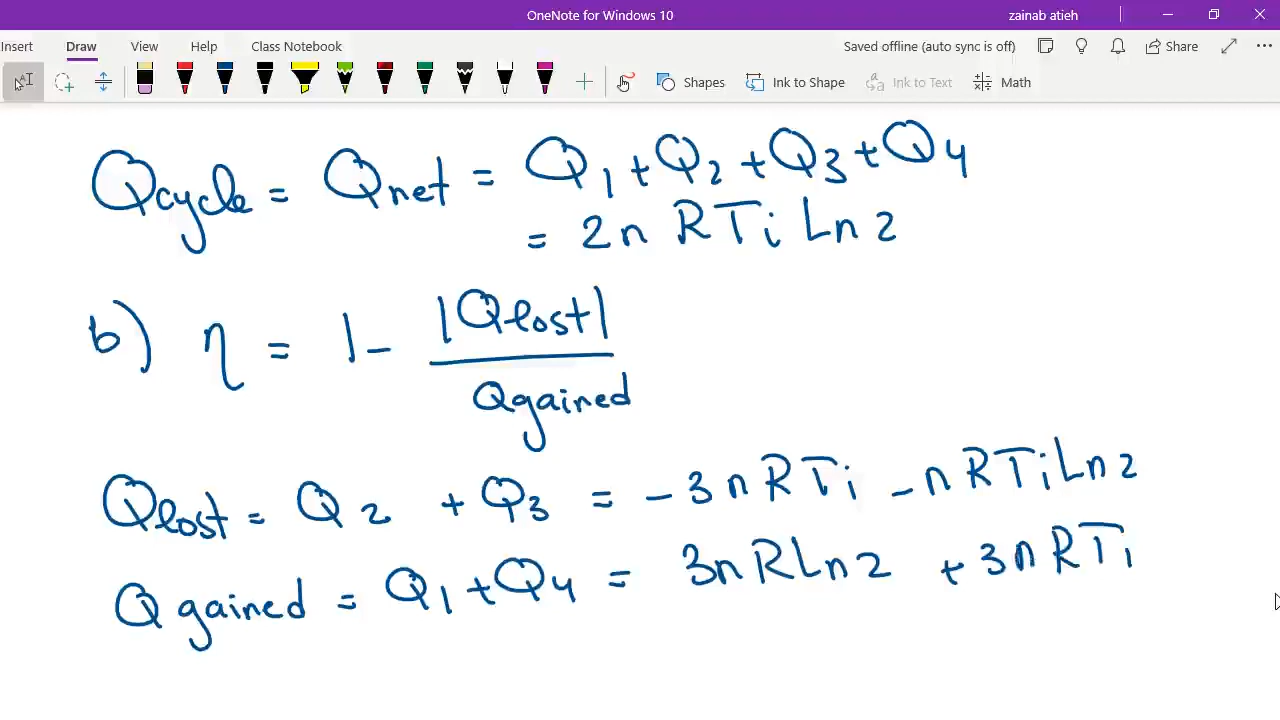 OneNote for Windows 10
zainab atieh
Insert Draw View Help Class Notebook
Saved offline (auto sync is off)
Share
Shapes
Ink to Shape
Ink to Text
Math
Qcycle = Qnet = Q1 + Q2 + Q3 + Q4
= 2n RTi Ln 2
b) η = 1 - |Qlost| / Qgained
Qlost = Q2 + Q3 = - 3nRTi - nRTiLn2
Qgained = Q1 + Q4 = 3nRLn2 + 3nRTi